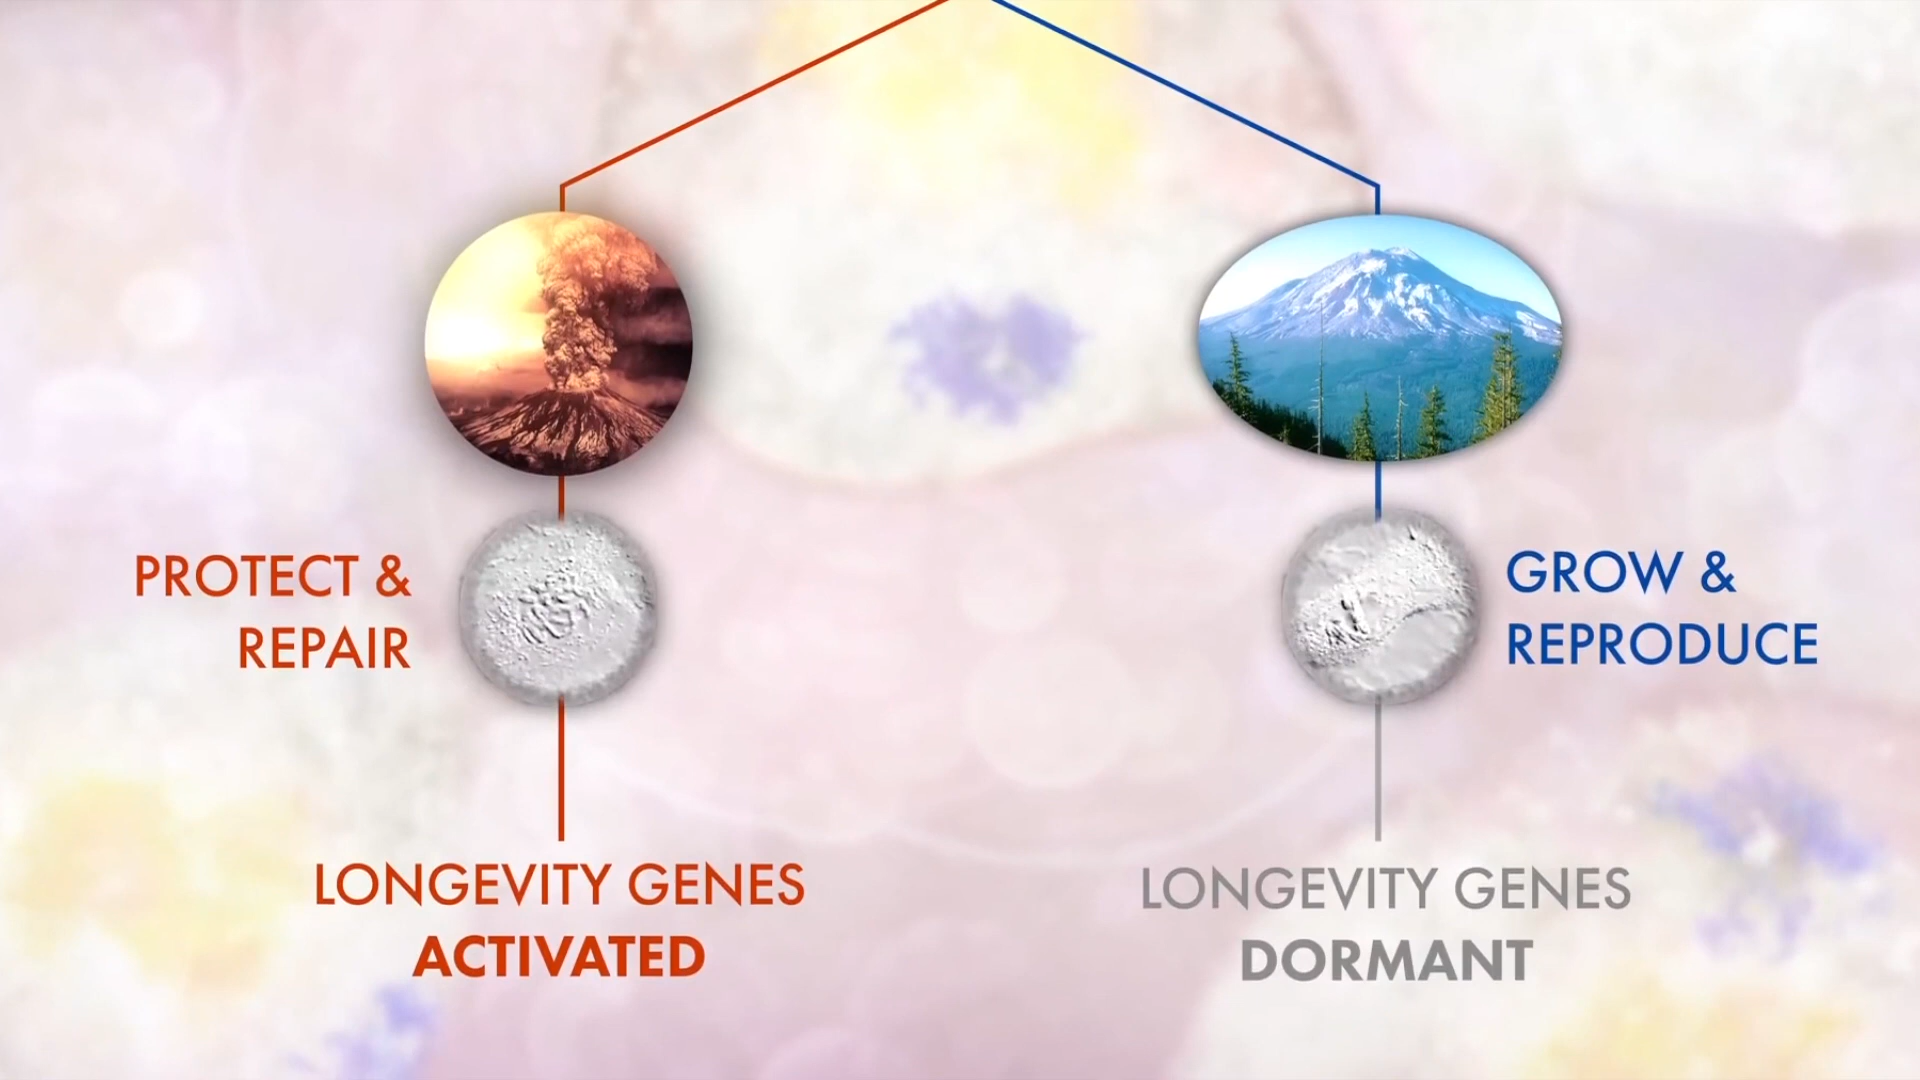 PROTECT &
REPAIR
GROW &
REPRODUCE
LONGEVITY GENES
ACTIVATED
LONGEVITY GENES
DORMANT